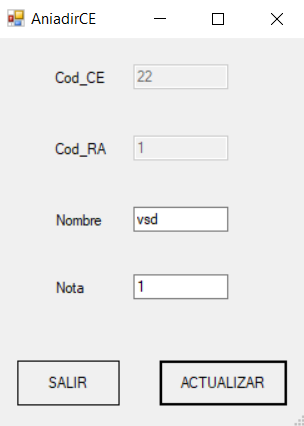 AniadirCE
Cod_CE 22
Cod_RA 1
Nombre vsd
Nota 1
SALIR ACTUALIZAR